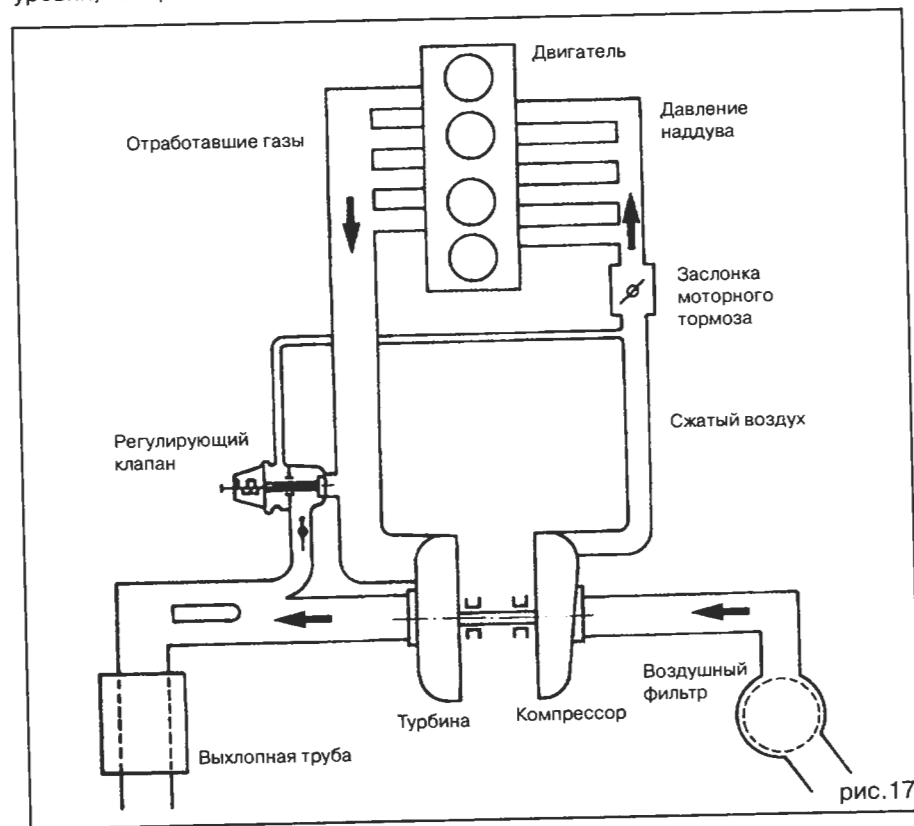 Двигатель
Давление
наддува
Отработавшие газы
Заслонка
моторного
тормоза
Сжатый воздух
Регулирующий
клапан
Воздушный
фильтр
Турбина
Компрессор
Выхлопная труба
рис.17